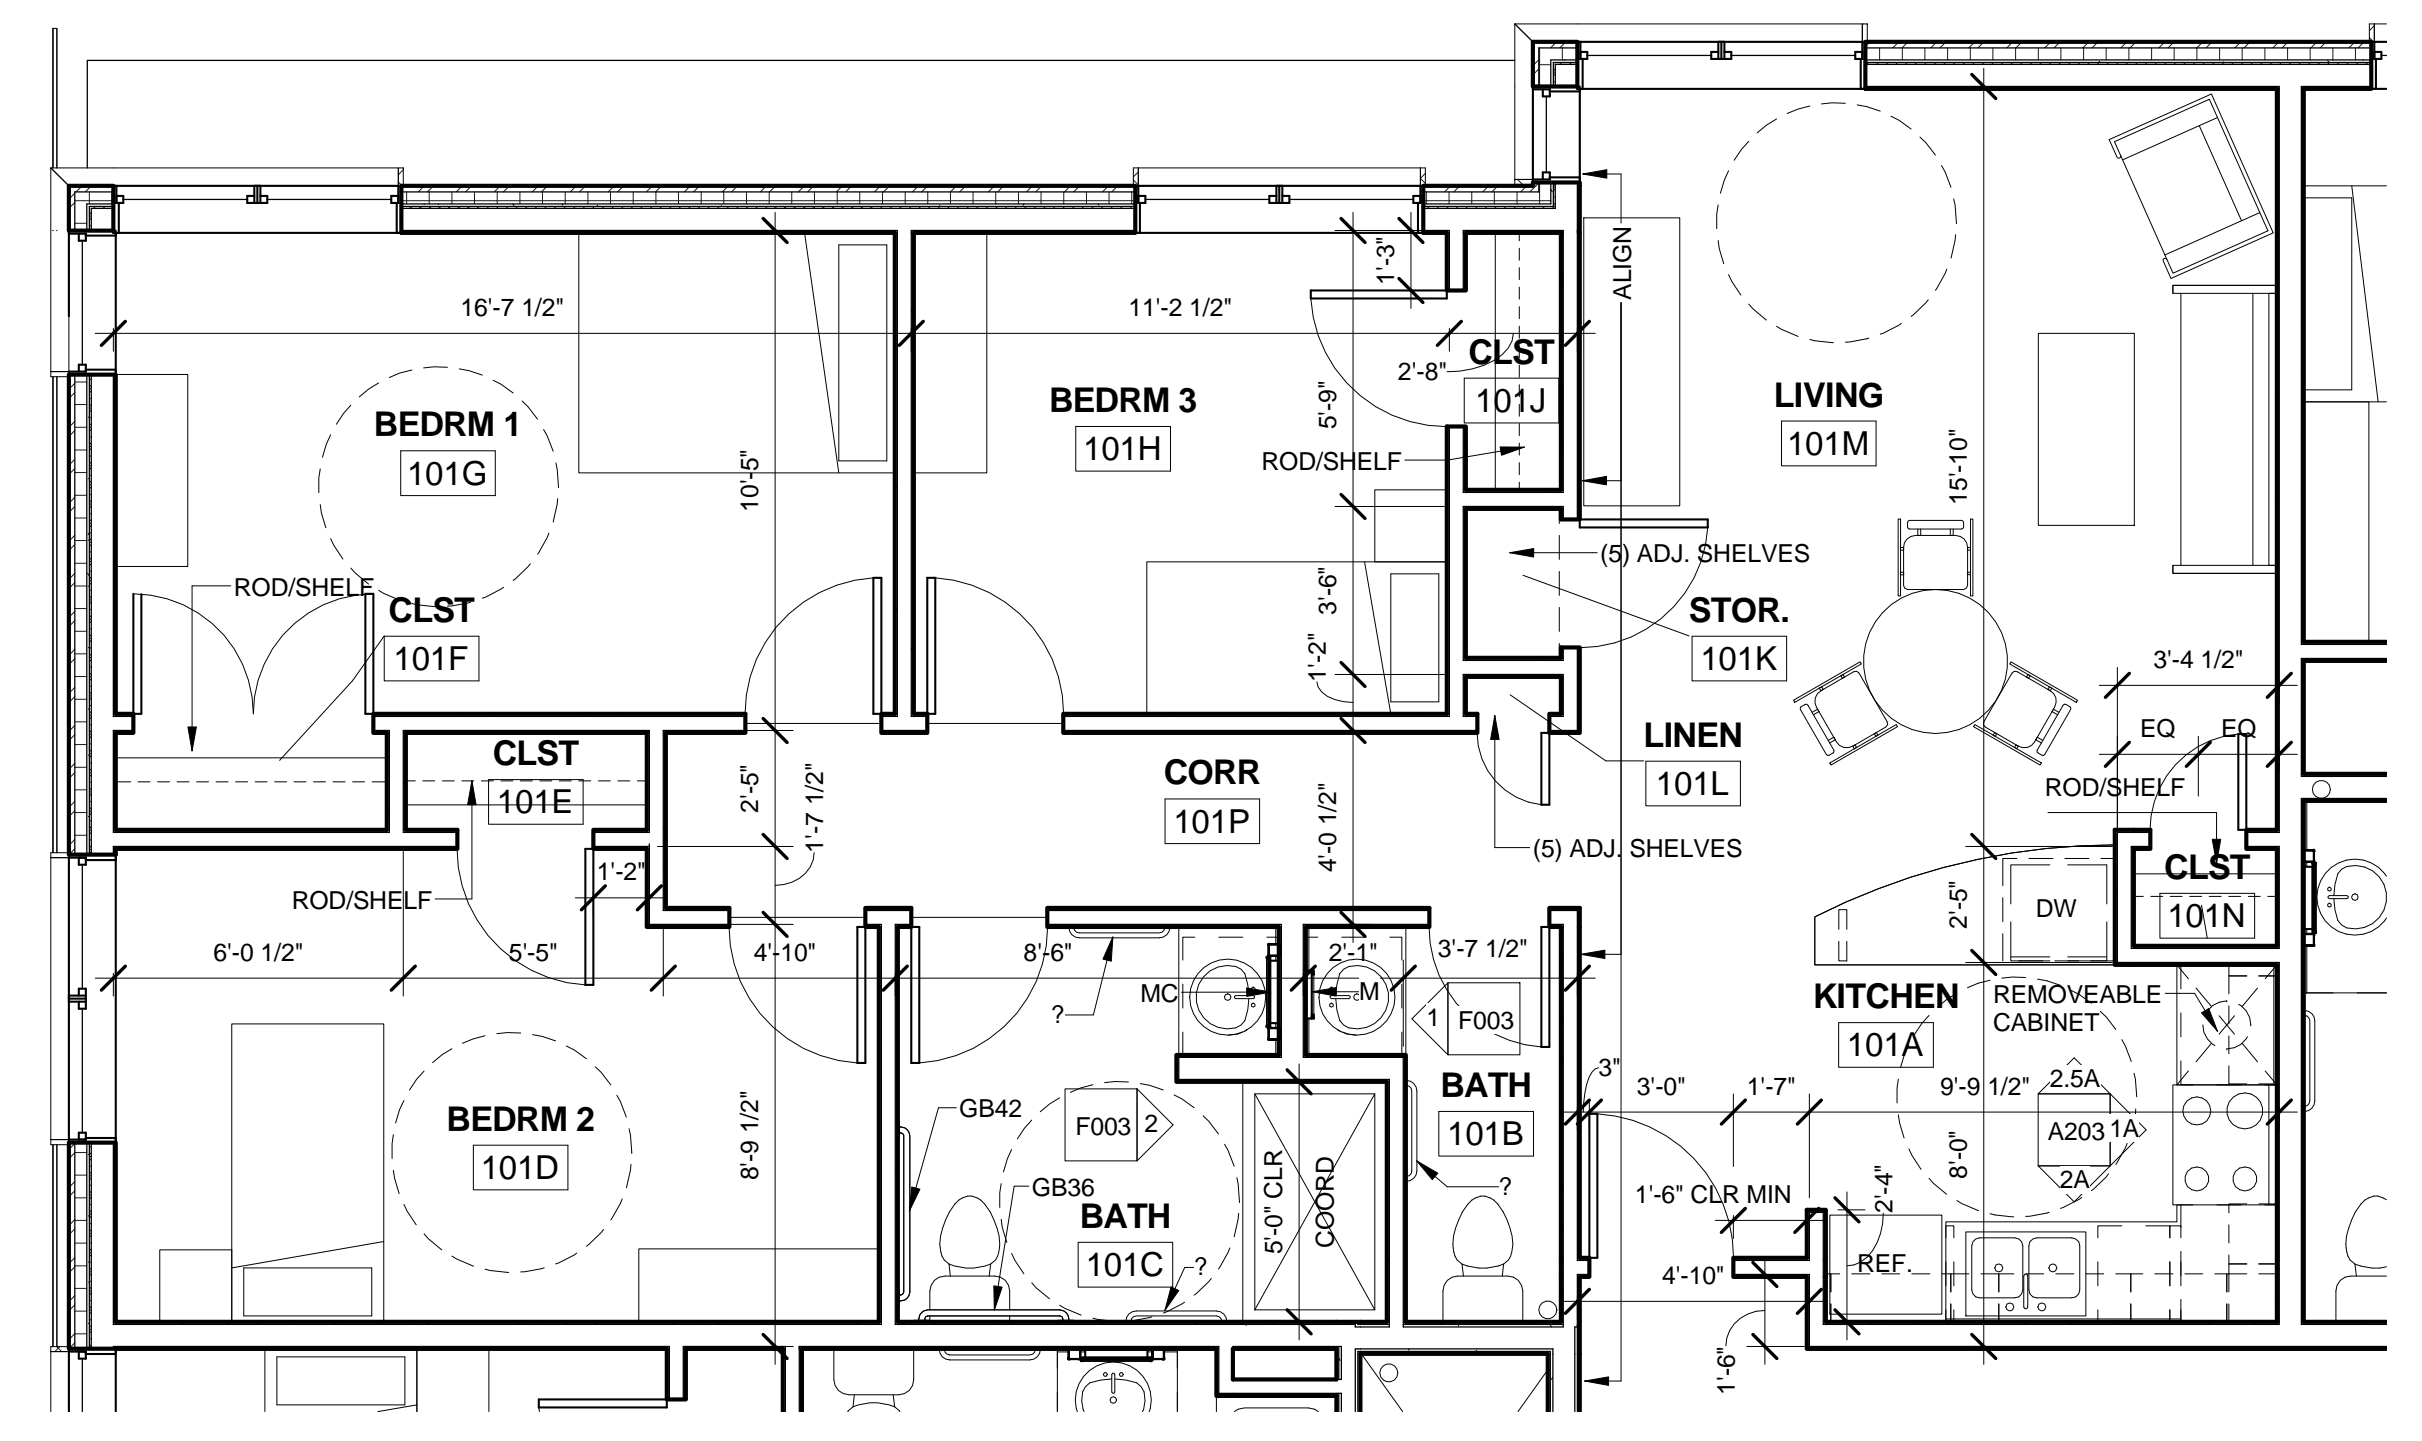 1'-3"
ALIGN
16'-7 1/2"
11'-2 1/2"
CLST
101J
2'-8"
5'-9"
BEDRM 3
101H
BEDRM 1
101G
LIVING
101M
ROD/SHELF
10'-5"
15'-10"
(5) ADJ. SHELVES
ROD/SHELF
CLST
101F
3'-6"
1'-2"
STOR.
101K
3'-4 1/2"
EQ
EQ
LINEN
101L
CLST
101E
CORR
101P
2'-5"
1'-7 1/2"
4'-0 1/2"
ROD/SHELF
(5) ADJ. SHELVES
CLST
101N
1'-2"
ROD/SHELF
2'-5"
DW
6'-0 1/2"
5'-5"
4'-10"
8'-6"
2'-1"
3'-7 1/2"
MC
M
?
1
F003
KITCHEN
101A
REMOVEABLE
CABINET
3"
3'-0"
1'-7"
9'-9 1/2"
2.5A
A203
1A
2A
BATH
101B
GB42
F003
2
BEDRM 2
101D
8'-9 1/2"
8'-0"
GB36
BATH
101C
?
5'-0" CLR
COORD
?
1'-6" CLR MIN
2'-4"
REF.
4'-10"
1'-6"